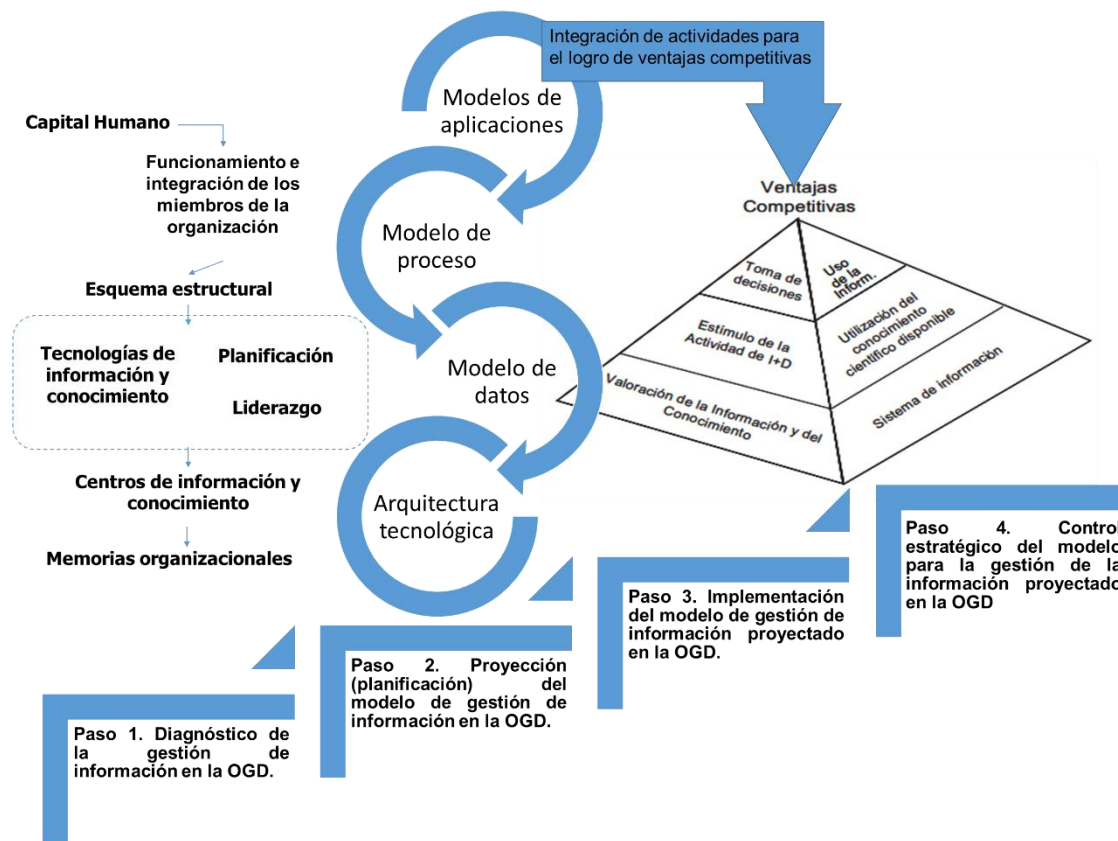 Integración de actividades para
el logro de ventajas competitivas
Capital Humano
Funcionamiento e
integración de los
miembros de la
organización
Esquema estructural
Tecnologías de
información y
conocimiento
Planificación
Liderazgo
Centros de información y
conocimiento
Memorias organizacionales
Modelos de
aplicaciones
Modelo de
proceso
Modelo de
datos
Arquitectura
tecnológica
Ventajas
Competitivas
Toma de
decisiones
Uso
de la
Inform.
Estímulo de la
Actividad de I+D
Utilización del
conocimiento
científico disponible
Valoración de la Información y del
Conocimiento
Sistema de información
Paso 1. Diagnóstico de
la gestión de
información en la OGD.
Paso 2. Proyección
(planificación) del
modelo de gestión de
información en la OGD.
Paso 3. Implementación
del modelo de gestión de
información proyectado
en la OGD.
Paso 4. Control
estratégico del modelo
para la gestión de la
información proyectado
en la OGD